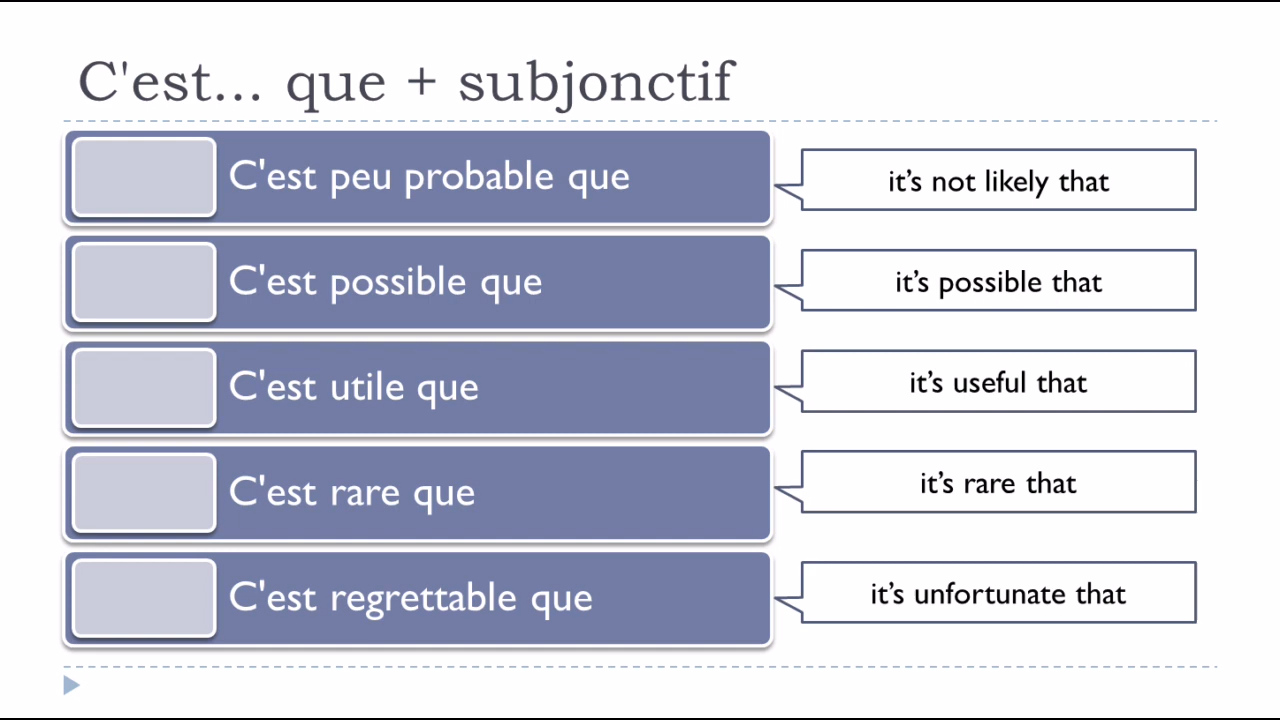 C'est… que + subjonctif
C'est peu probable que
it’s not likely that
C'est possible que
it’s possible that
C'est utile que
it’s useful that
C'est rare que
it’s rare that
C'est regrettable que
it’s unfortunate that